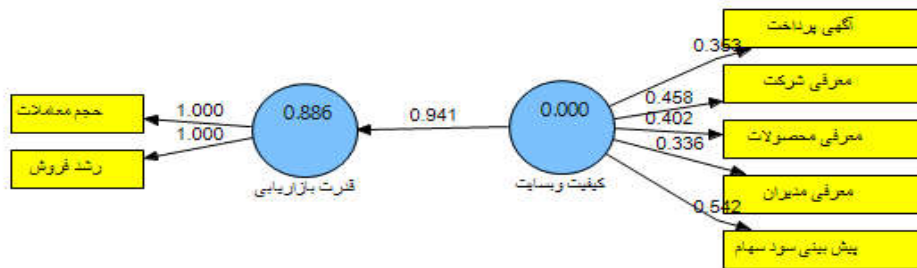 آگهی پرداخت
0.353
معرفی شرکت
0.458
معرفی محصولات
0.402
معرفی مدیران
0.336
پیش بینی سود سهام
0.542
0.000
کیفیت وبسایت
0.941
0.886
قدرت بازاریابی
حجم معاملات
1.000
رشد فروش
1.000